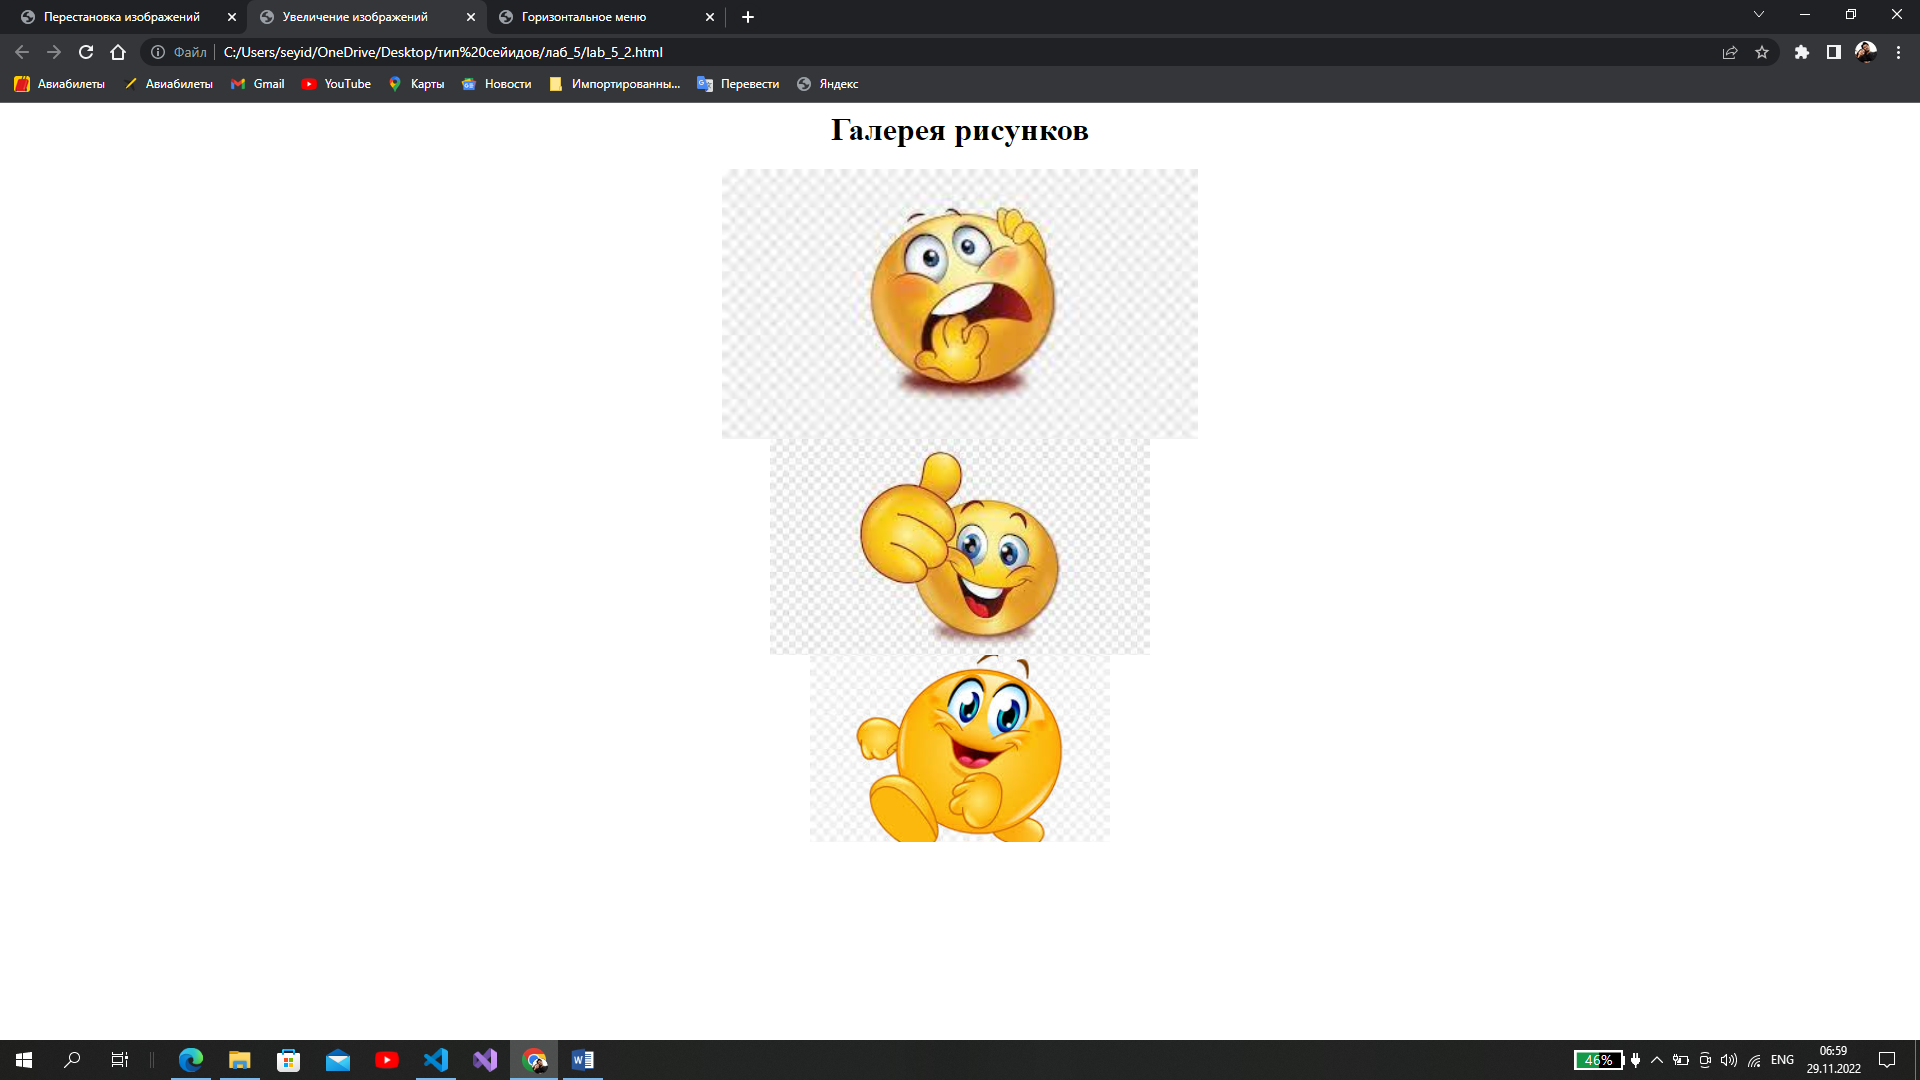 Перестановка изображений
Увеличение изображений
Горизонтальное меню
Файл
C:/Users/seyid/OneDrive/Desktop/тип%20сейидов/лаб_5/lab_5_2.html
Авиабилеты
Авиабилеты
Gmail
YouTube
Карты
Новости
Импортированны...
Перевести
Яндекс
Галерея рисунков
46%
ENG
06:59
29.11.2022